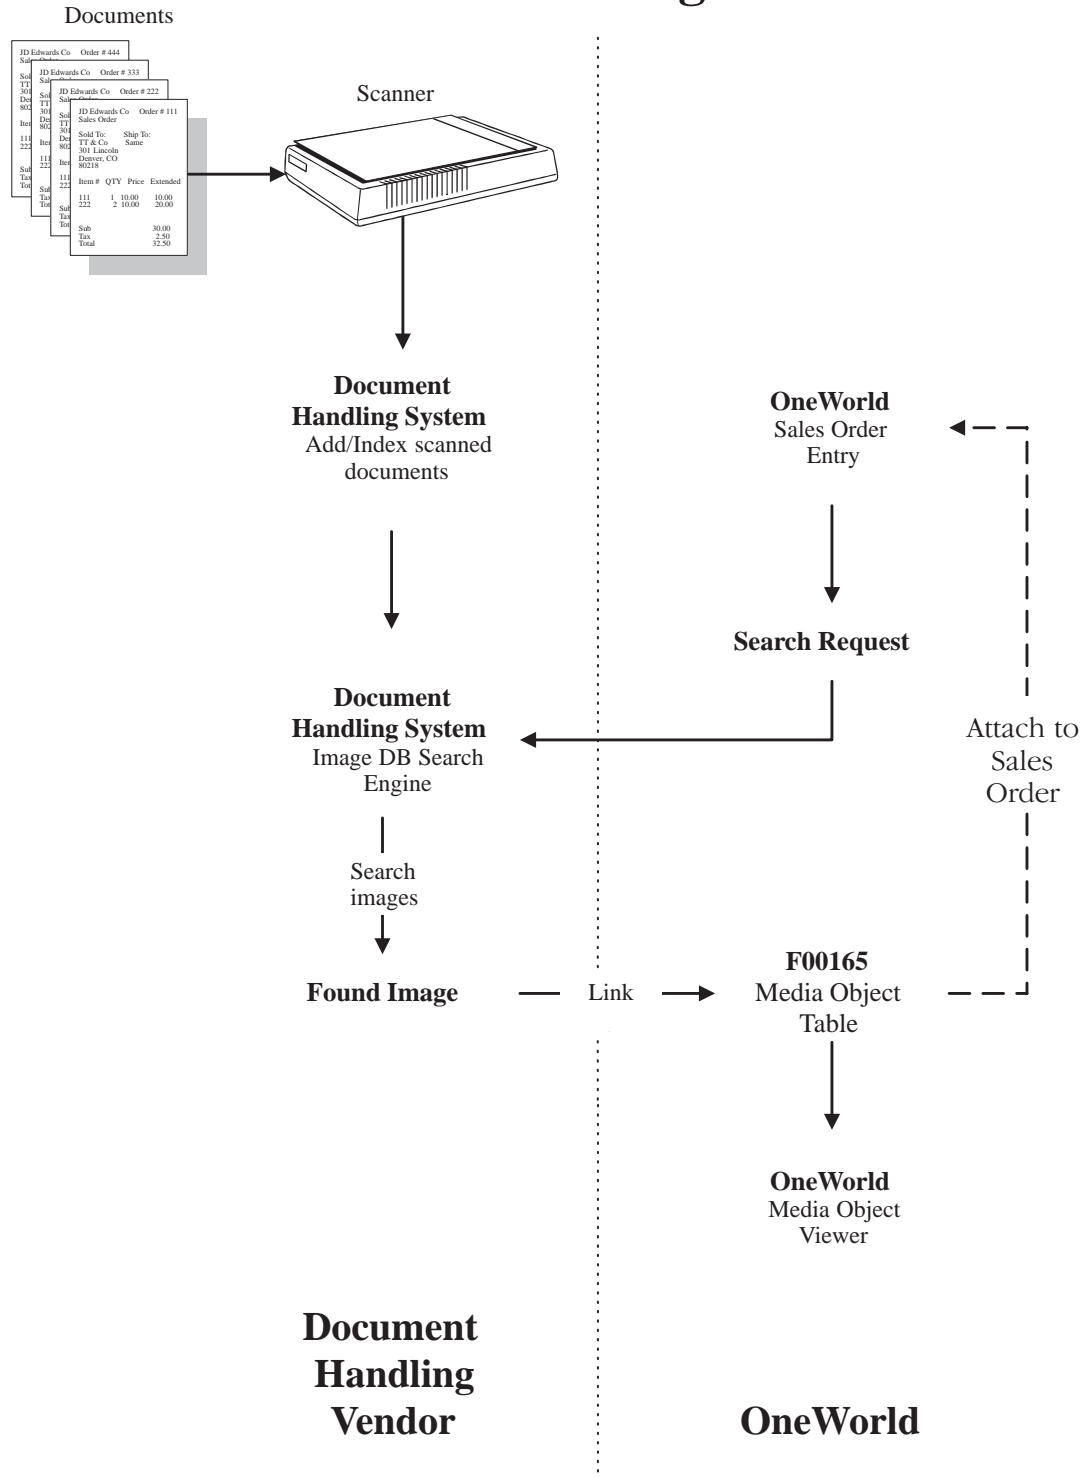 Documents
JD Edwards Co Order # 444
JD Edwards Co Order # 333
JD Edwards Co Order # 222
JD Edwards Co Order # 111
Sales Order
Sold To: Ship To:
TT & Co Same
301 Lincoln
Denver, CO
80218
Item # QTY Price Extended
111 1 10.00 10.00
222 2 10.00 20.00
Sub 30.00
Tax 2.50
Total 32.50
Scanner
Document
Handling System
Add/Index scanned
documents
OneWorld
Sales Order
Entry
Search Request
Document
Handling System
Image DB Search
Engine
Attach to
Sales
Order
Search
images
Found Image
Link
F00165
Media Object
Table
OneWorld
Media Object
Viewer
Document
Handling
Vendor
OneWorld